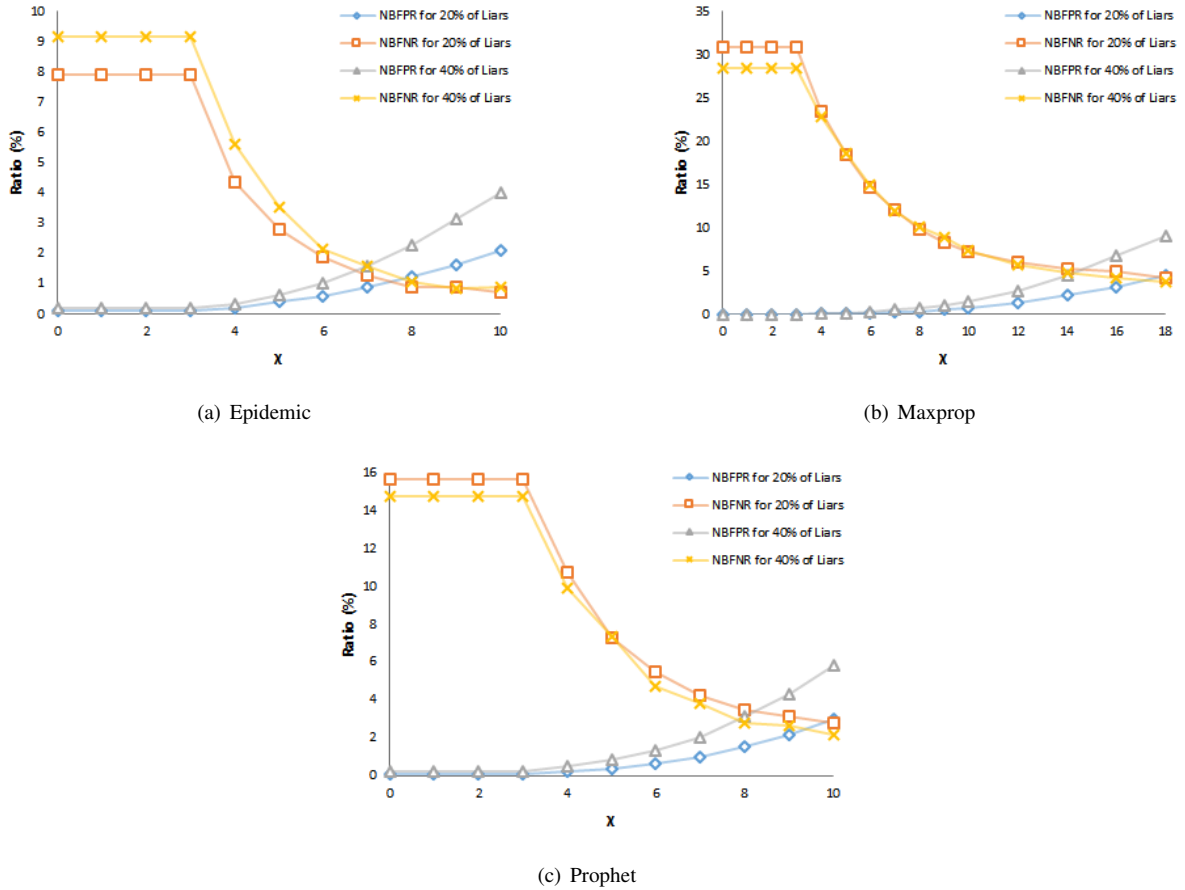 10
9
8
7
6
5
4
3
2
1
0
Ratio (%)
0 2 4 6 8 10
χ
NBFPR for 20% of Liars
NBFNR for 20% of Liars
NBFPR for 40% of Liars
NBFNR for 40% of Liars
(a) Epidemic
35
30
25
20
15
10
5
0
Ratio (%)
0 2 4 6 8 10 12 14 16 18
χ
NBFPR for 20% of Liars
NBFNR for 20% of Liars
NBFPR for 40% of Liars
NBFNR for 40% of Liars
(b) Maxprop
16
14
12
10
8
6
4
2
0
Ratio (%)
0 2 4 6 8 10
χ
NBFPR for 20% of Liars
NBFNR for 20% of Liars
NBFPR for 40% of Liars
NBFNR for 40% of Liars
(c) Prophet